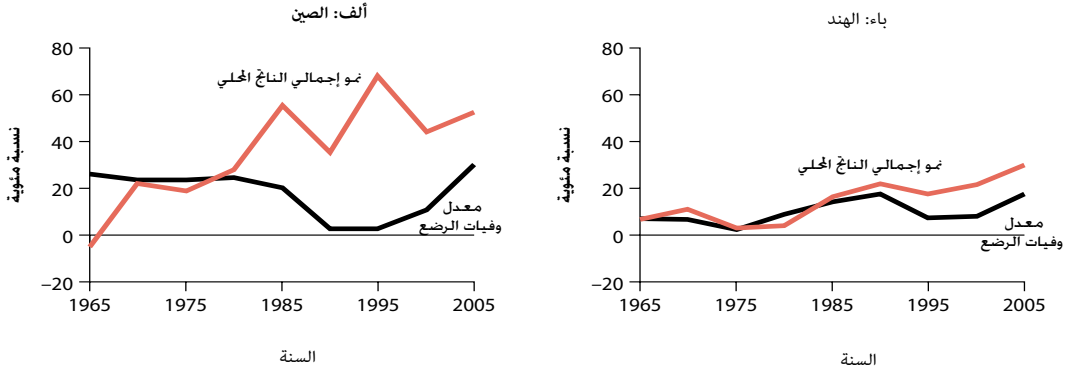 ألف: الصين
80
60
40
20
0
–20
نسبة مئوية
نمو إجمالي الناتج المحلي
معدل
وفيات الرضع
1965
1975
1985
1995
2005
السنة
باء: الهند
80
60
40
20
0
–20
نسبة مئوية
نمو إجمالي الناتج المحلي
معدل
وفيات الرضع
1965
1975
1985
1995
2005
السنة